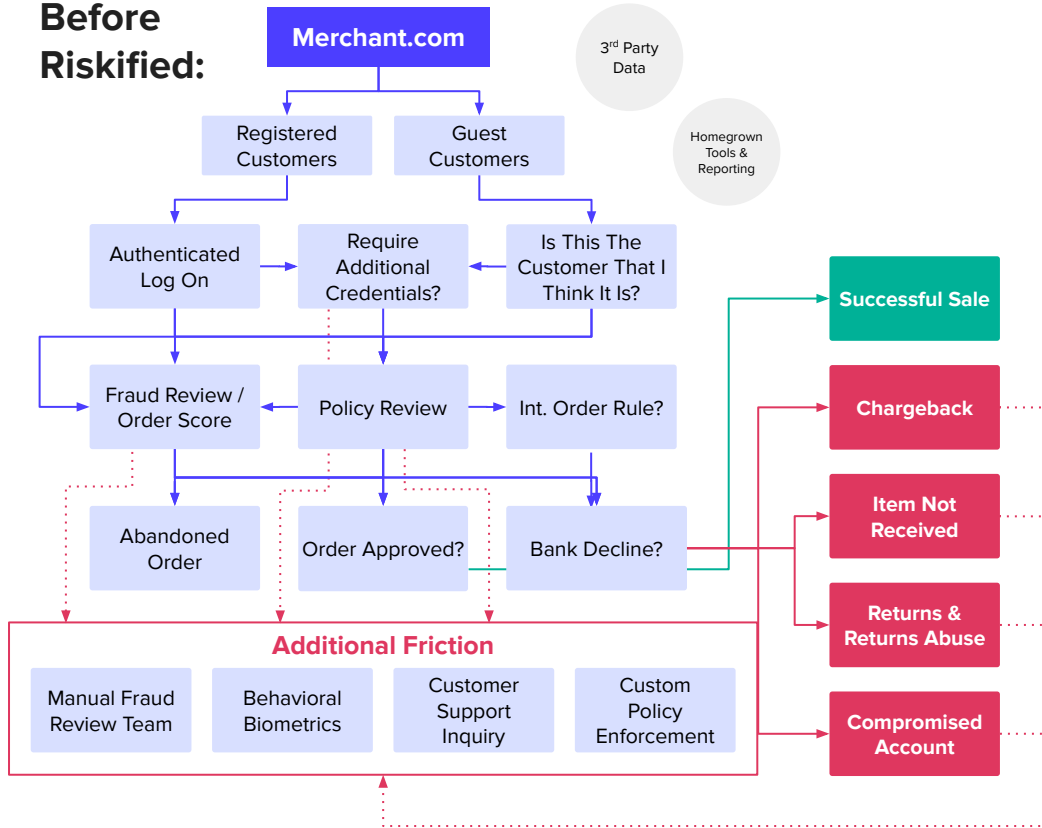 Before
Riskified:
Merchant.com
3rd Party
Data
Homegrown
Tools &
Reporting
Registered
Customers
Guest
Customers
Authenticated
Log On
Require
Additional
Credentials?
Is This The
Customer That I
Think It Is?
Successful Sale
Fraud Review /
Order Score
Policy Review
Int. Order Rule?
Chargeback
Abandoned
Order
Order Approved?
Bank Decline?
Item Not
Received
Returns &
Returns Abuse
Additional Friction
Manual Fraud
Review Team
Behavioral
Biometrics
Customer
Support
Inquiry
Custom
Policy
Enforcement
Compromised
Account